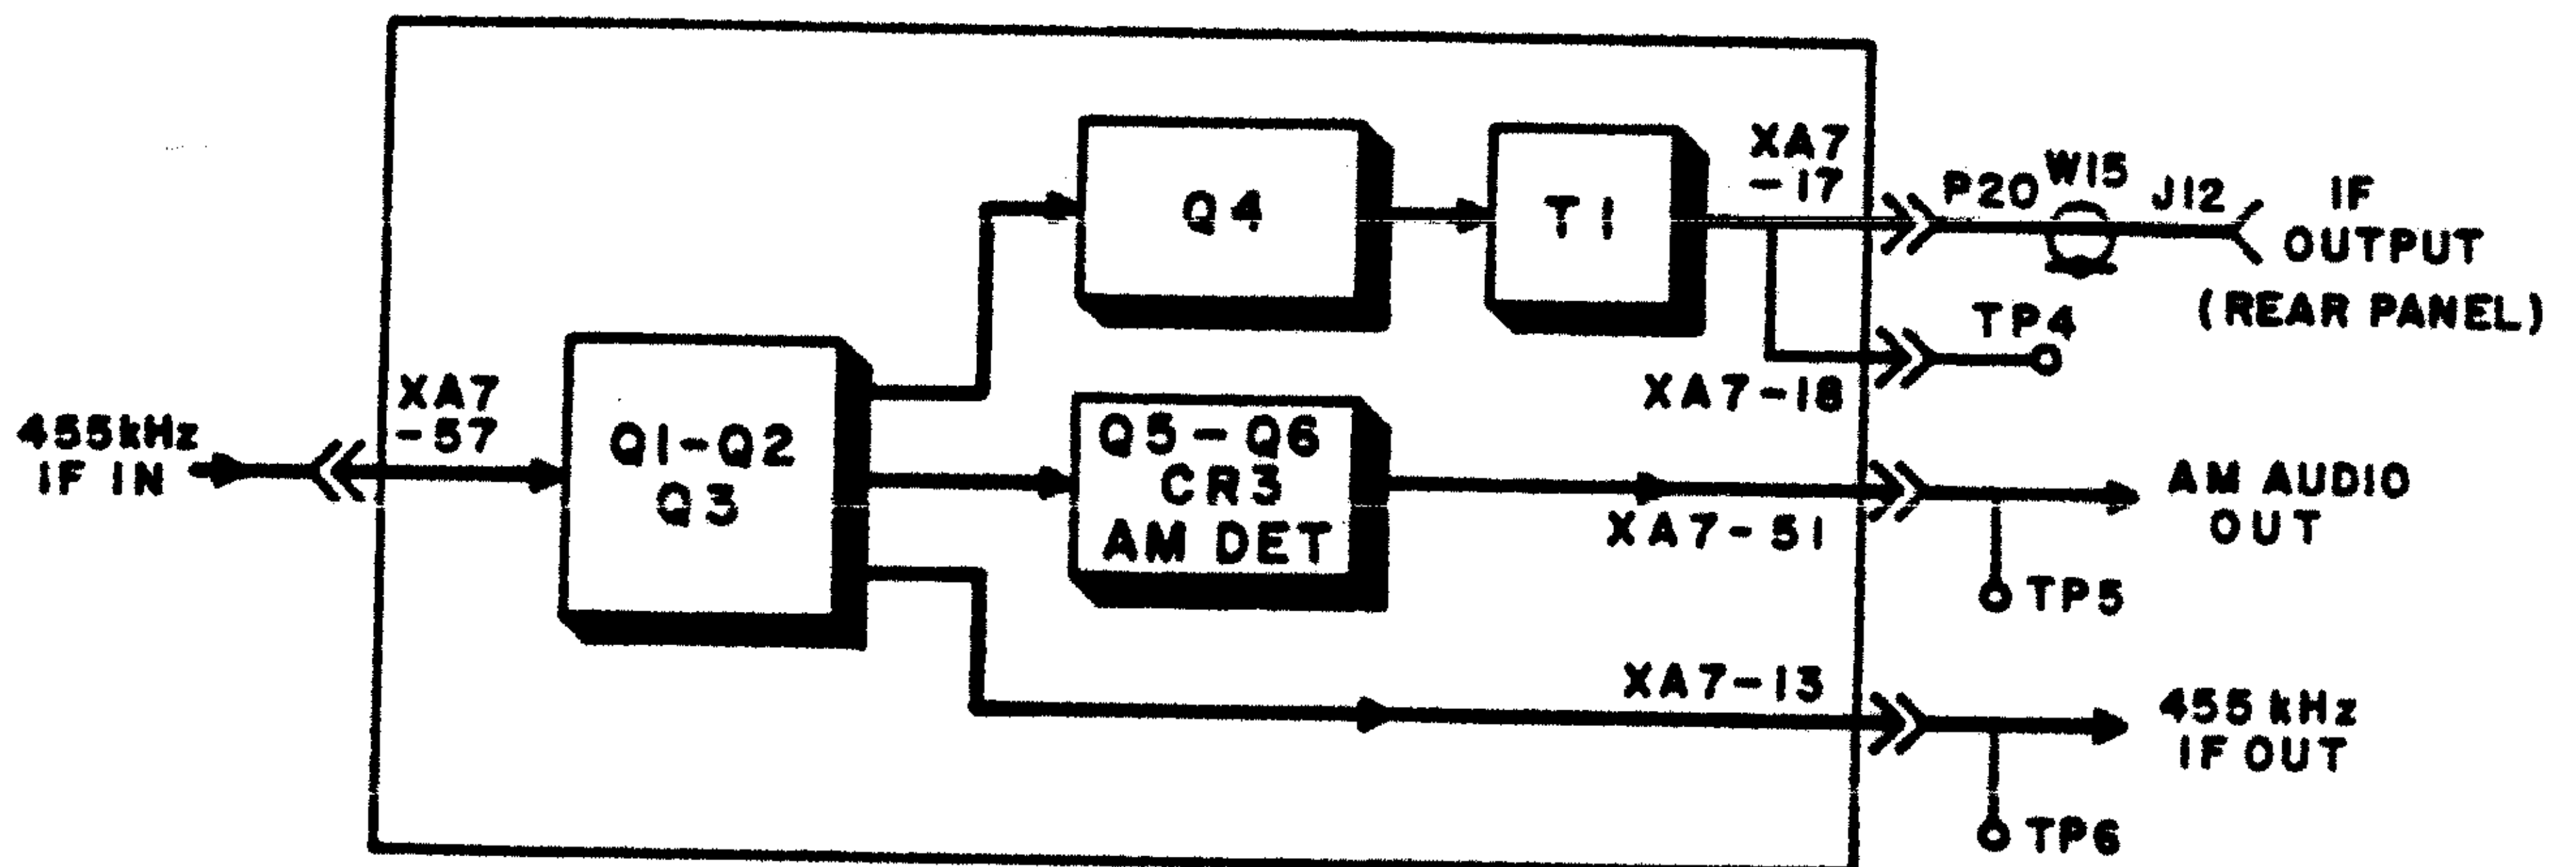 455kHz
IF IN
XA7
-57
Q1-Q2
Q3
Q4
T1
XA7
-17
P20
W15
J12
IF
OUTPUT
(REAR PANEL)
TP4
XA7-18
Q5-Q6
CR3
AM DET
XA7-51
AM AUDIO
OUT
TP5
XA7-13
455 kHz
IF OUT
TP6